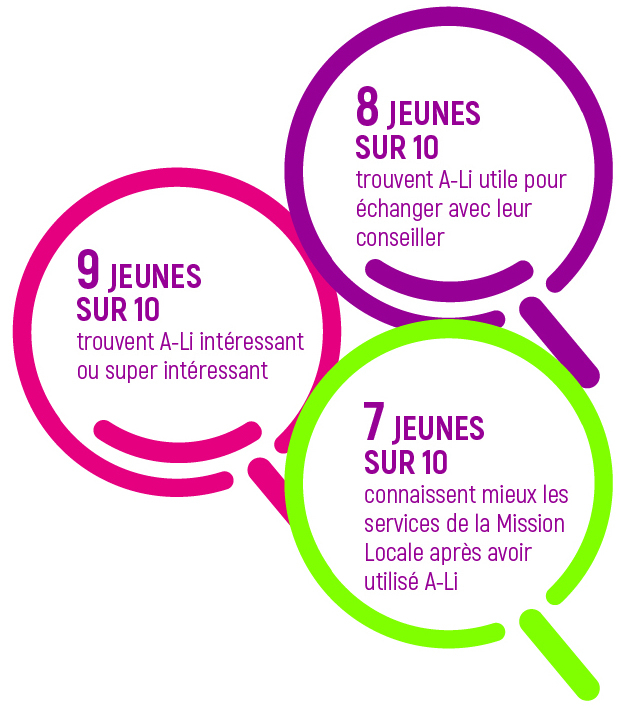 8 JEUNES
SUR 10
trouvent A-Li utile pour
échanger avec leur
conseiller
9 JEUNES
SUR 10
trouvent A-Li intéressant
ou super intéressant
7 JEUNES
SUR 10
connaissent mieux les
services de la Mission
Locale après avoir
utilisé A-Li